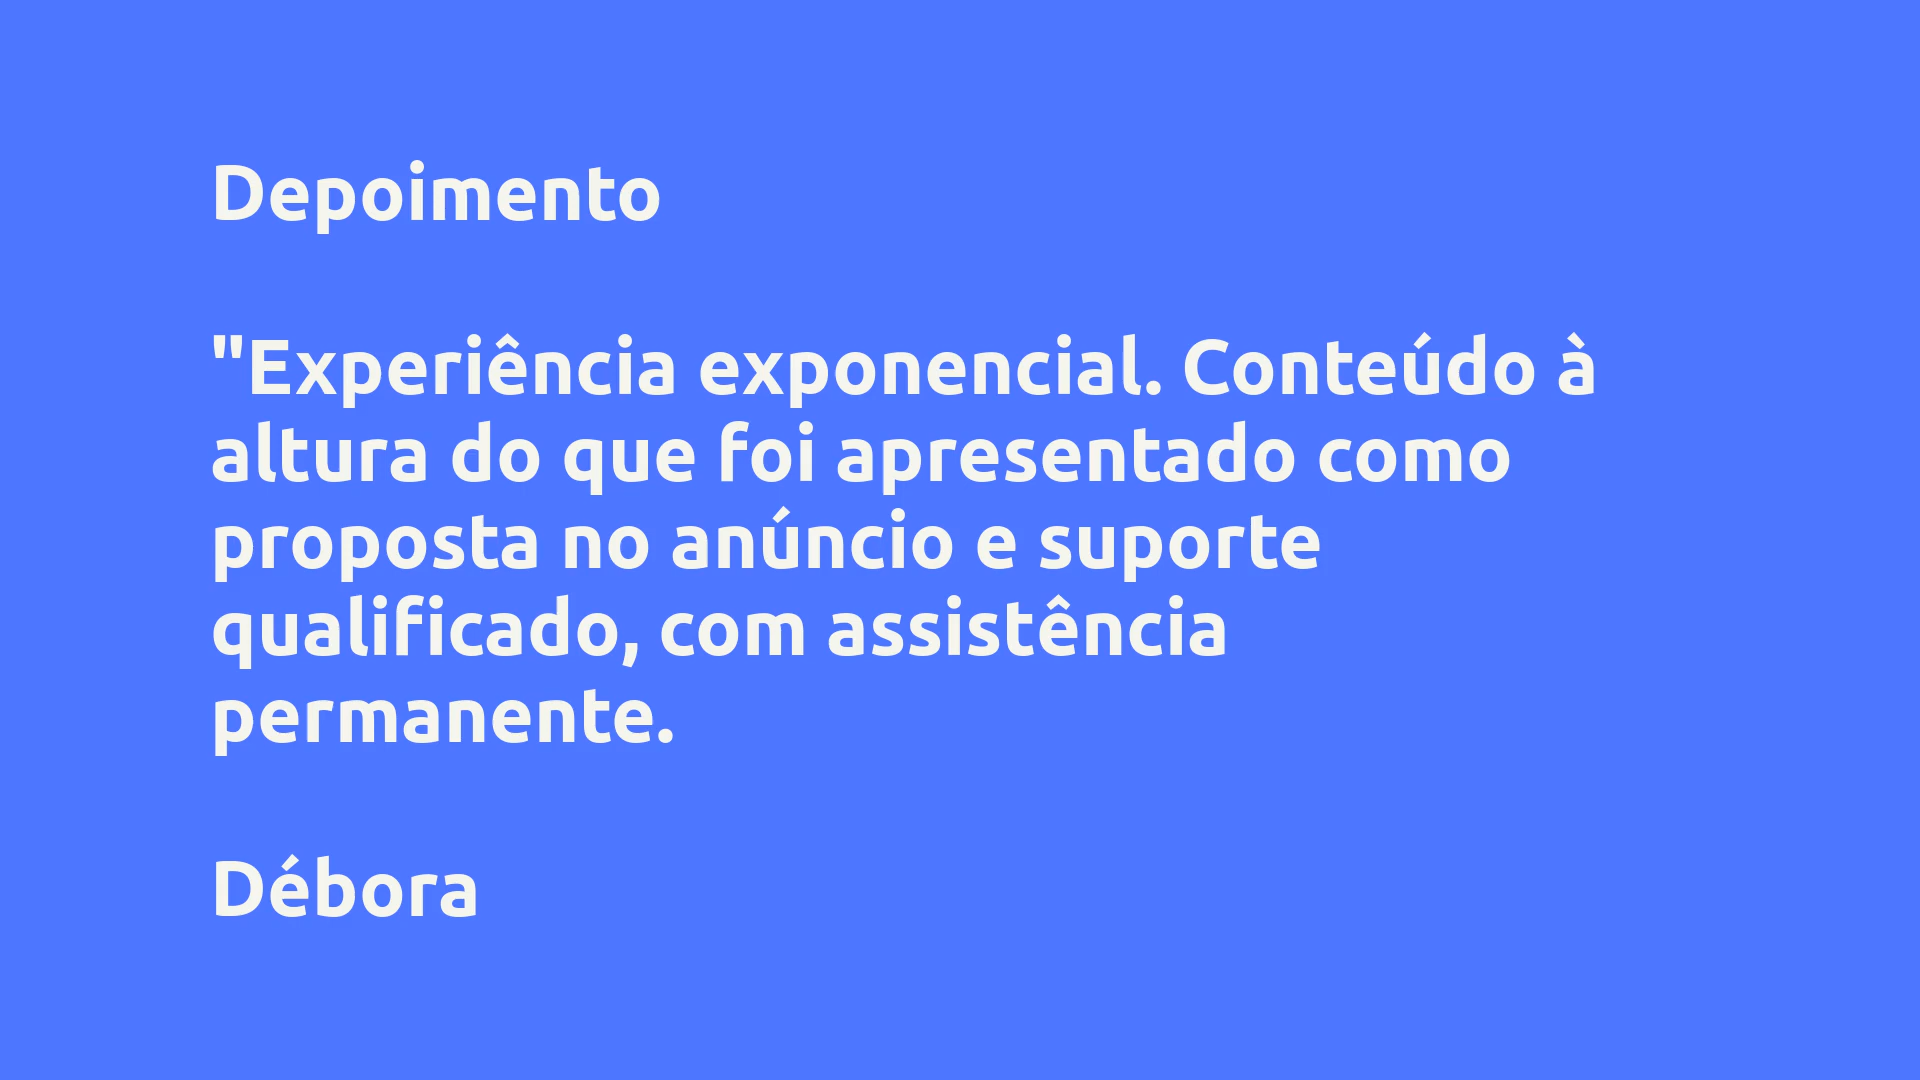 Depoimento
"Experiência exponencial. Conteúdo à
altura do que foi apresentado como
proposta no anúncio e suporte
qualificado, com assistência
permanente.
Débora